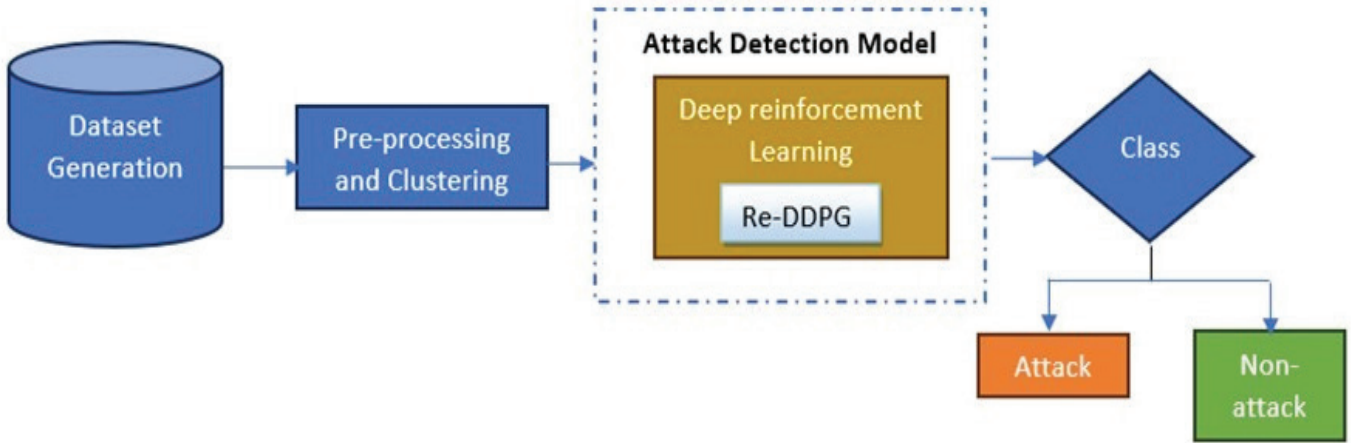 Dataset
Generation
Pre-processing
and Clustering
Attack Detection Model
Deep reinforcement
Learning
Re-DDPG
Class
Attack
Non-
attack